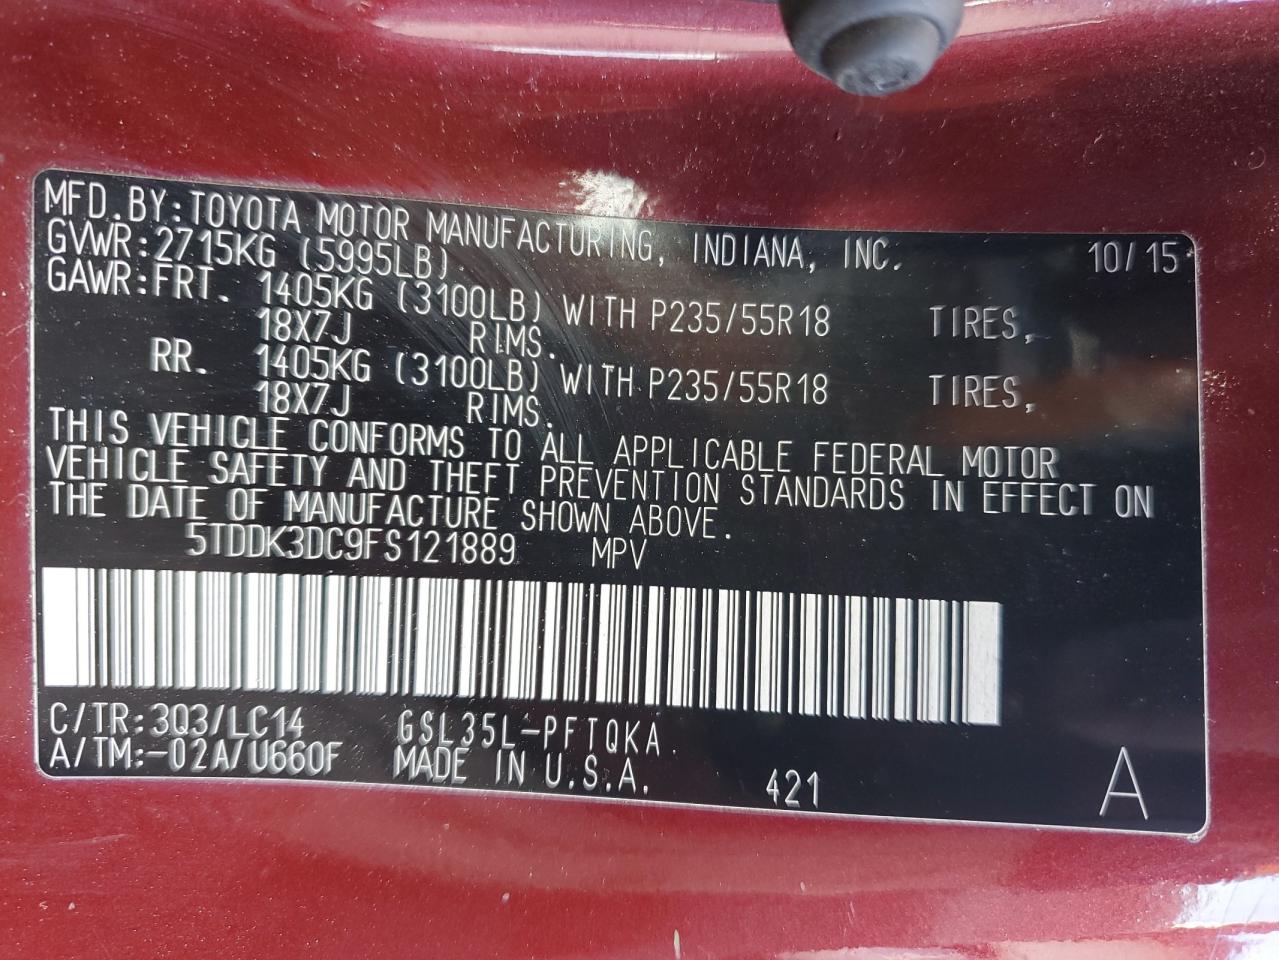 MFD.BY:TOYOTA MOTOR MANUFACTURING, INDIANA, INC. 10/15
GVWR:2715KG (5995LB)
GAWR:FRT. 1405KG (3100LB) WITH P235/55R18 TIRES,
18X7J RIMS.
RR. 1405KG (3100LB) WITH P235/55R18 TIRES,
18X7J RIMS.
THIS VEHICLE CONFORMS TO ALL APPLICABLE FEDERAL MOTOR
VEHICLE SAFETY AND THEFT PREVENTION STANDARDS IN EFFECT ON
THE DATE OF MANUFACTURE SHOWN ABOVE.
5TDDK3DC9FS121889 MPV
C/TR:3Q3/LC14 GSL35L-PFTQKA
A/TM:-02A/U660F MADE IN U.S.A. 421 A